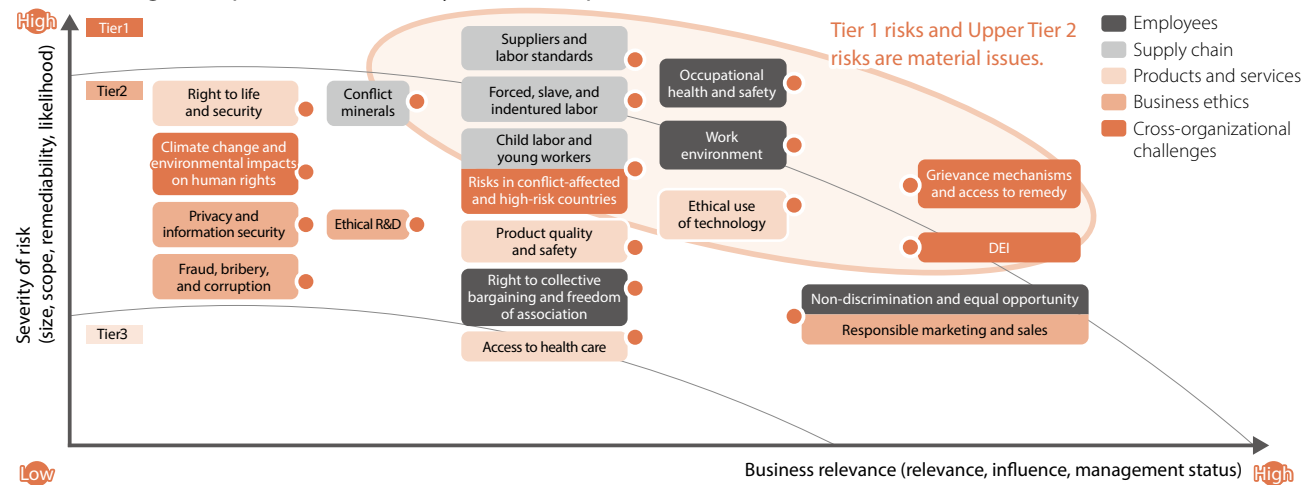 High
Tier1
Severity of risk
(size, scope, remediability, likelihood)
Tier2
Tier3
Low
Right to life
and security
Climate change and
environmental impacts
on human rights
Privacy and
information security
Fraud, bribery,
and corruption
Conflict
minerals
Ethical R&D
Suppliers and
labor standards
Forced, slave, and
indentured labor
Child labor and
young workers
Risks in conflict-affected
and high-risk countries
Product quality
and safety
Right to collective
bargaining and freedom
of association
Access to health care
Occupational
health and safety
Work
environment
Ethical use
of technology
Tier 1 risks and Upper Tier 2
risks are material issues.
Grievance mechanisms
and access to remedy
DEI
Non-discrimination and equal opportunity
Responsible marketing and sales
Employees
Supply chain
Products and services
Business ethics
Cross-organizational
challenges
Business relevance (relevance, influence, management status)
High